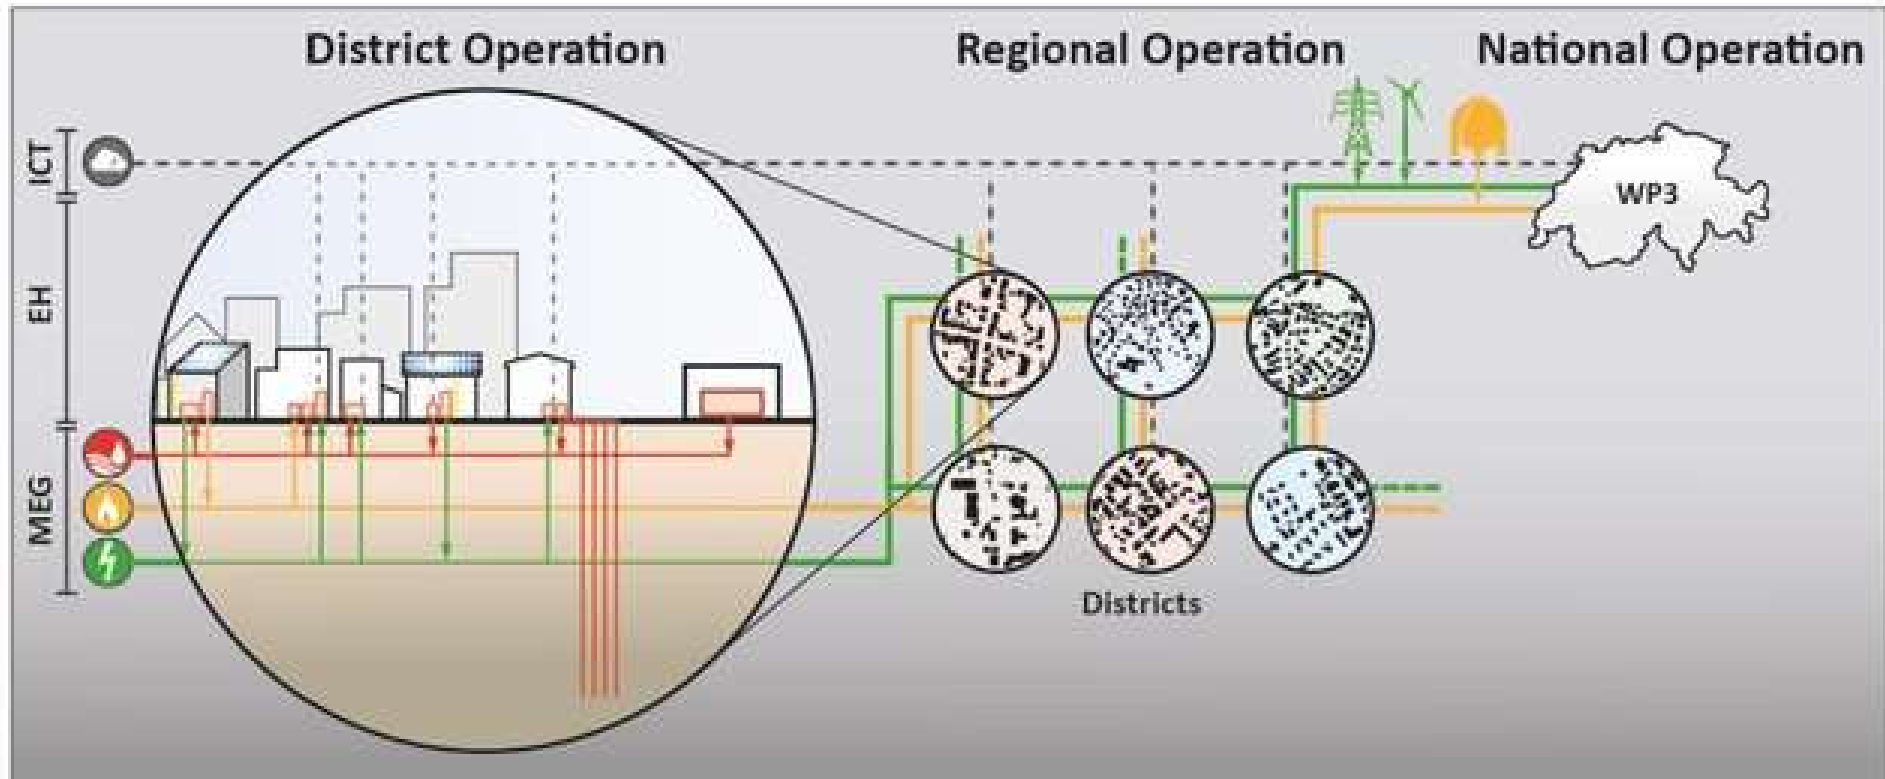 District Operation
Regional Operation
National Operation
ICT
EH
MEG
WP3
Districts